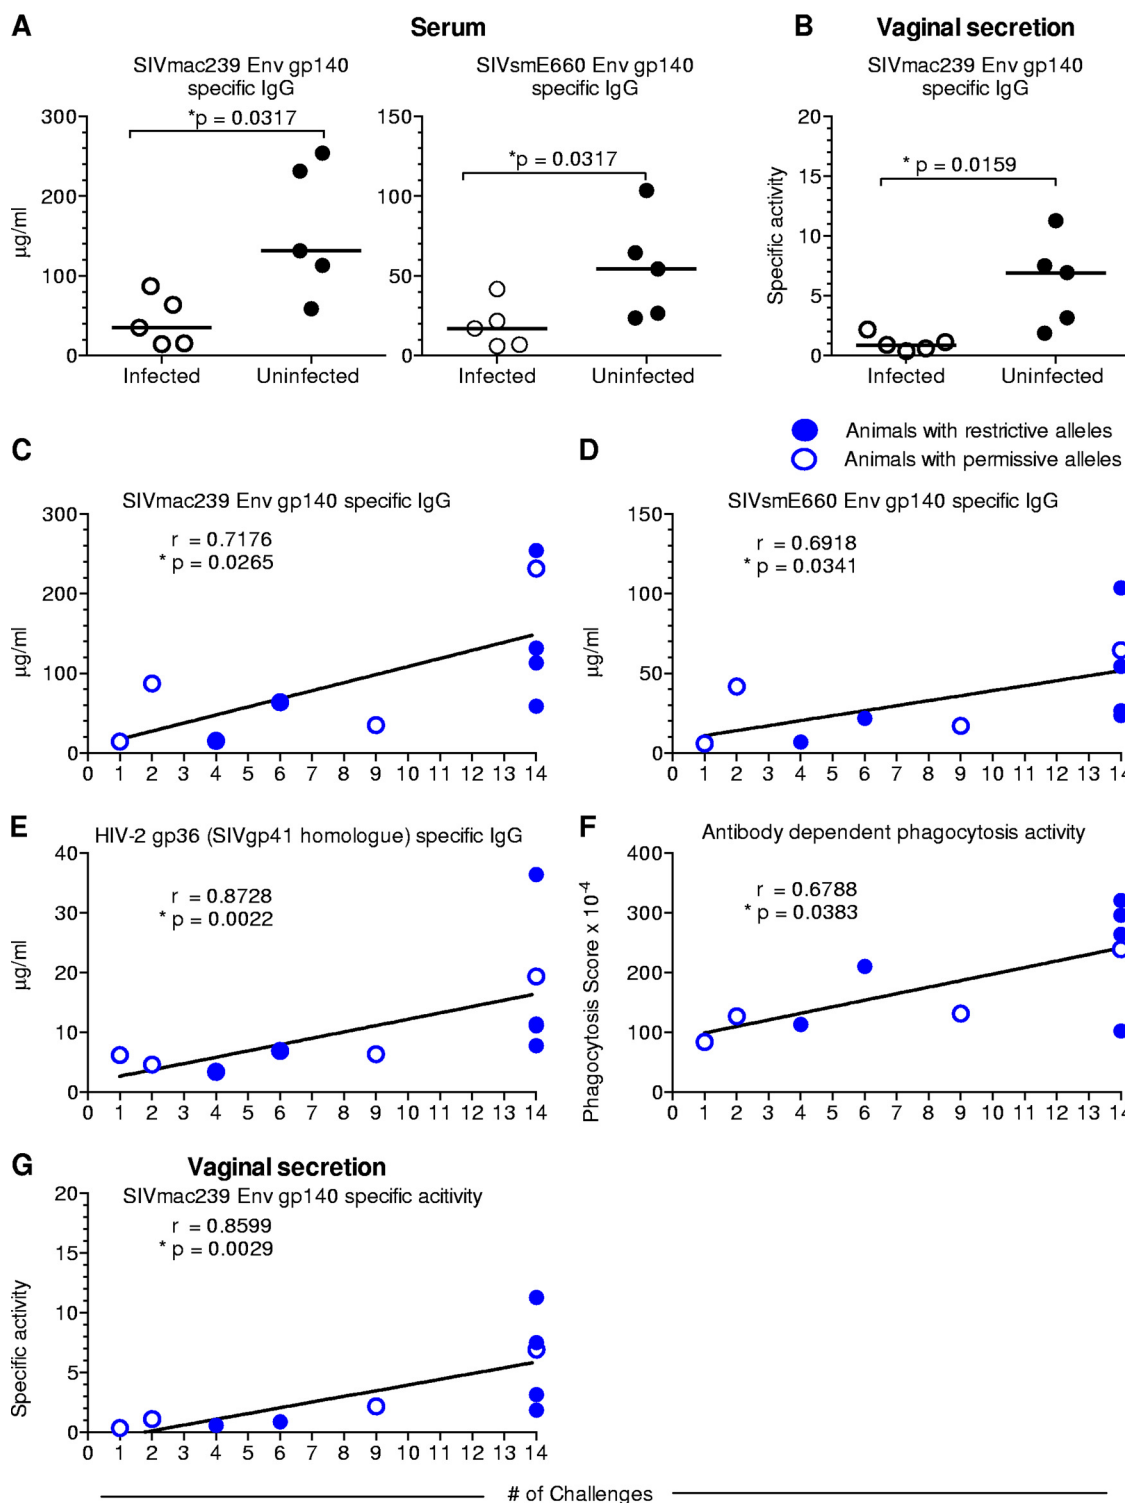 A
Serum
B
Vaginal secretion
SIVmac239 Env gp140
specific IgG
SIVsmE660 Env gp140
specific IgG
SIVmac239 Env gp140
specific IgG
300
200
100
0
µg/ml
*p = 0.0317
Infected
Uninfected
150
100
50
0
*p = 0.0317
Infected
Uninfected
20
15
10
5
0
Specific activity
* p = 0.0159
Infected
Uninfected
Animals with restrictive alleles
Animals with permissive alleles
C
SIVmac239 Env gp140 specific IgG
r = 0.7176
* p = 0.0265
300
200
100
0
µg/ml
0 1 2 3 4 5 6 7 8 9 10 11 12 13 14
D
SIVsmE660 Env gp140 specific IgG
r = 0.6918
* p = 0.0341
150
100
50
0
µg/ml
0 1 2 3 4 5 6 7 8 9 10 11 12 13 14
E
HIV-2 gp36 (SIVgp41 homologue) specific IgG
r = 0.8728
* p = 0.0022
40
30
20
10
0
µg/ml
0 1 2 3 4 5 6 7 8 9 10 11 12 13 14
F
Antibody dependent phagocytosis activity
r = 0.6788
* p = 0.0383
400
300
200
100
0
Phagocytosis Score x 10⁻⁴
0 1 2 3 4 5 6 7 8 9 10 11 12 13 14
G
Vaginal secretion
SIVmac239 Env gp140 specific acitivity
r = 0.8599
* p = 0.0029
20
15
10
5
0
Specific activity
0 1 2 3 4 5 6 7 8 9 10 11 12 13 14
# of Challenges